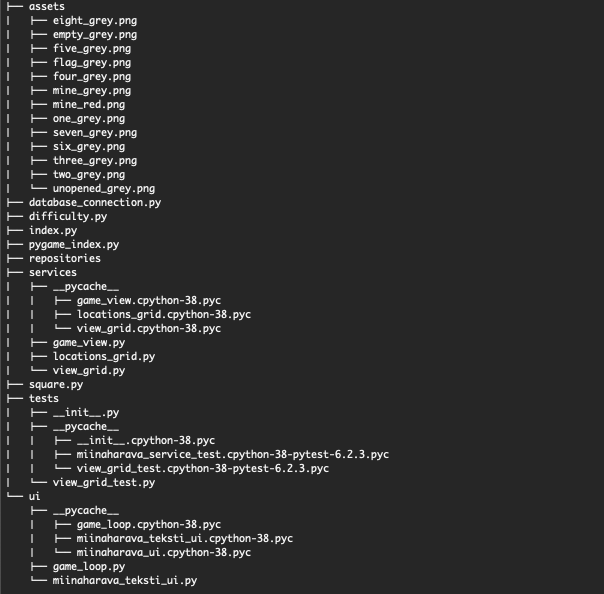 ├── assets
│   ├── eight_grey.png
│   ├── empty_grey.png
│   ├── five_grey.png
│   ├── flag_grey.png
│   ├── four_grey.png
│   ├── mine_grey.png
│   ├── mine_red.png
│   ├── one_grey.png
│   ├── seven_grey.png
│   ├── six_grey.png
│   ├── three_grey.png
│   ├── two_grey.png
│   └── unopened_grey.png
├── database_connection.py
├── difficulty.py
├── index.py
├── pygame_index.py
├── repositories
├── services
│   ├── __pycache__
│   │   ├── game_view.cpython-38.pyc
│   │   ├── locations_grid.cpython-38.pyc
│   │   └── view_grid.cpython-38.pyc
│   ├── game_view.py
│   ├── locations_grid.py
│   └── view_grid.py
├── square.py
├── tests
│   ├── __init__.py
│   ├── __pycache__
│   │   ├── __init__.cpython-38.pyc
│   │   ├── miinaharava_service_test.cpython-38-pytest-6.2.3.pyc
│   │   └── view_grid_test.cpython-38-pytest-6.2.3.pyc
│   └── view_grid_test.py
└── ui
    ├── __pycache__
    │   ├── game_loop.cpython-38.pyc
    │   ├── miinaharava_teksti_ui.cpython-38.pyc
    │   └── miinaharava_ui.cpython-38.pyc
    ├── game_loop.py
    └── miinaharava_teksti_ui.py